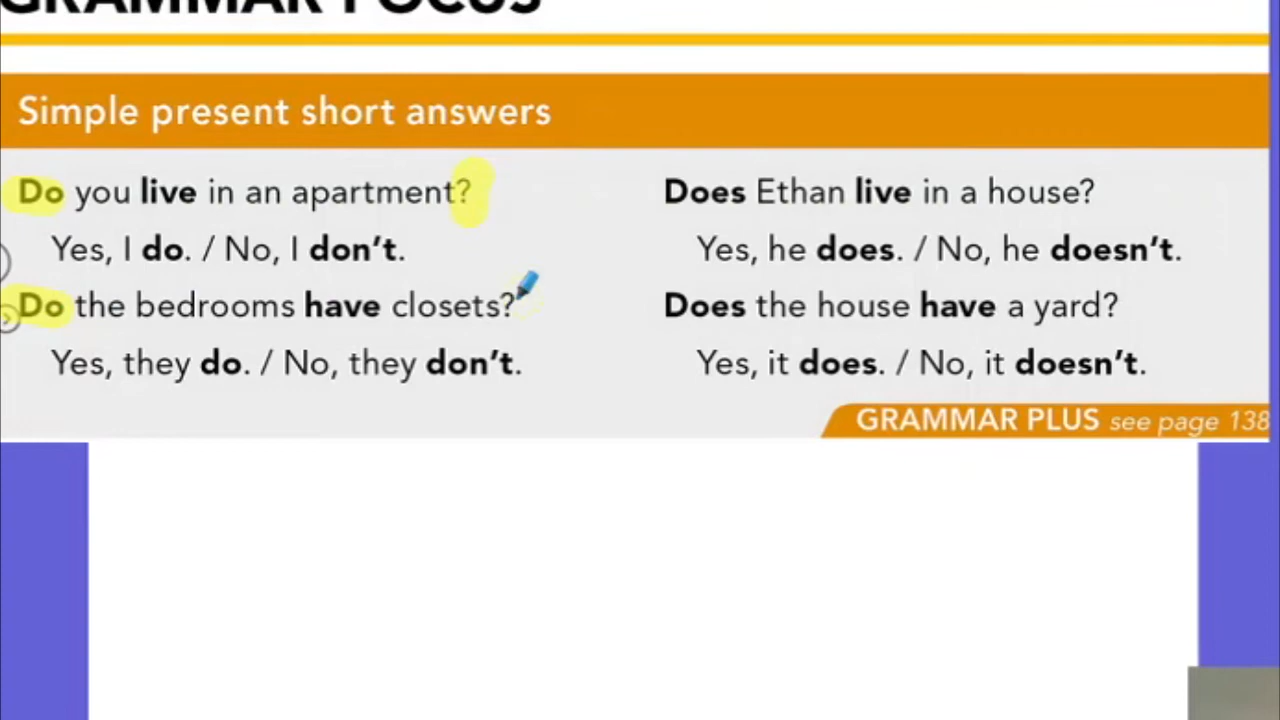 GRAMMAR FOCUS
Simple present short answers
Do you live in an apartment?
Yes, I do. / No, I don't.
Do the bedrooms have closets?
Yes, they do. / No, they don't.
Does Ethan live in a house?
Yes, he does. / No, he doesn't.
Does the house have a yard?
Yes, it does. / No, it doesn't.
GRAMMAR PLUS see page 138